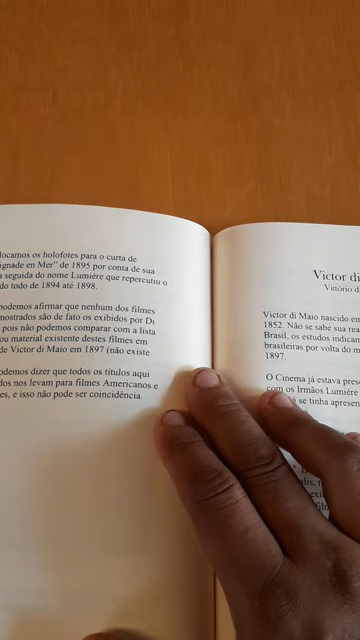 locamos os holofotes para o curta de
ignade en Mer" de 1895 por conta de sua
a seguida do nome Lumière que repercutiu o
do todo de 1894 até 1898.
podemos afirmar que nenhum dos filmes
mostrados são de fato os exibidos por Di
pois não podemos comparar com a lista
ou material existente destes filmes em
de Victor di Maio em 1897 (não existe
podemos dizer que todos os titulos aqui
dos nos levam para filmes Americanos e
es, e isso não pode ser coincidência.
Victor di
Vittorio d
Victor di Maio nascido em
1852. Não se sabe sua rea
Brasil, os estudos indicam
brasileiras por volta do m
1897.
O Cinema já estava prese
com os Irmãos Lumière
se tinha apresen